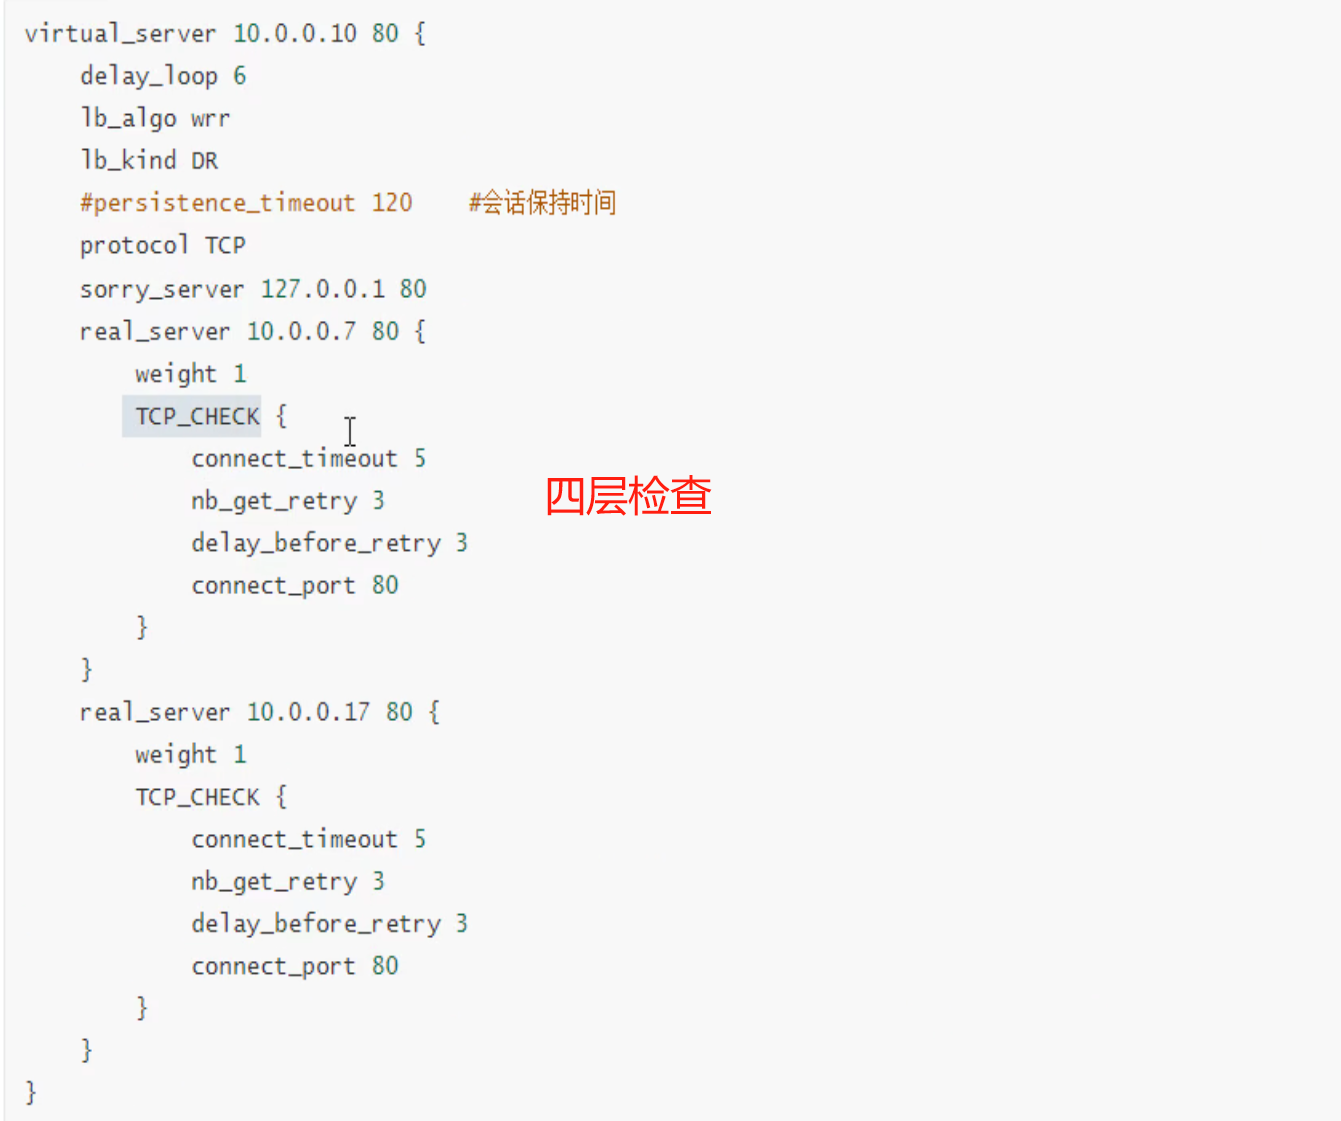 virtual_server 10.0.0.10 80 {
    delay_loop 6
    lb_algo wrr
    lb_kind DR
    #persistence_timeout 120    #会话保持时间
    protocol TCP
    sorry_server 127.0.0.1 80
    real_server 10.0.0.7 80 {
        weight 1
        TCP_CHECK {
            connect_timeout 5
            nb_get_retry 3
四层检查
            delay_before_retry 3
            connect_port 80
        }
    }
    real_server 10.0.0.17 80 {
        weight 1
        TCP_CHECK {
            connect_timeout 5
            nb_get_retry 3
            delay_before_retry 3
            connect_port 80
        }
    }
}